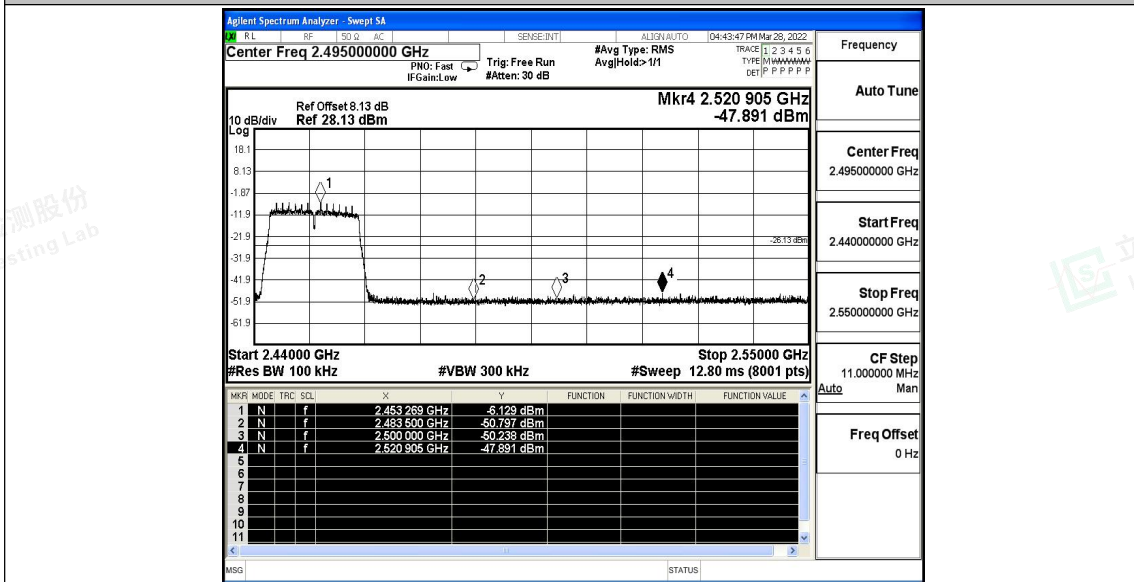 Agilent Spectrum Analyzer - Swept SA
LXI RL RF 50 Ω AC SENSE:INT ALIGN AUTO 04:43:47 PM Mar 28, 2022
Center Freq 2.495000000 GHz
PNO: Fast
IFGain:Low
Trig: Free Run
#Atten: 30 dB
#Avg Type: RMS
Avg|Hold:>1/1
TRACE 1 2 3 4 5 6
TYPE MWWWWW
DET P P P P P P
Ref Offset 8.13 dB
10 dB/div Ref 28.13 dBm
Log
Mkr4 2.520 905 GHz
-47.891 dBm
18.1
8.13
-1.87
-11.9
-21.9
-31.9
-41.9
-51.9
-61.9
1
2
3
4
-26.13 dBm
Start 2.44000 GHz Stop 2.55000 GHz
#Res BW 100 kHz #VBW 300 kHz #Sweep 12.80 ms (8001 pts)
MKR MODE TRC SCL X Y FUNCTION FUNCTION WIDTH FUNCTION VALUE
1 N f 2.453 269 GHz -6.129 dBm
2 N f 2.483 500 GHz -50.797 dBm
3 N f 2.500 000 GHz -50.238 dBm
4 N f 2.520 905 GHz -47.891 dBm
5
6
7
8
9
10
11
MSG STATUS
Frequency
Auto Tune
Center Freq
2.495000000 GHz
Start Freq
2.440000000 GHz
Stop Freq
2.550000000 GHz
CF Step
11.000000 MHz
Auto Man
Freq Offset
0 Hz
测股份
sting Lab
LCS
立